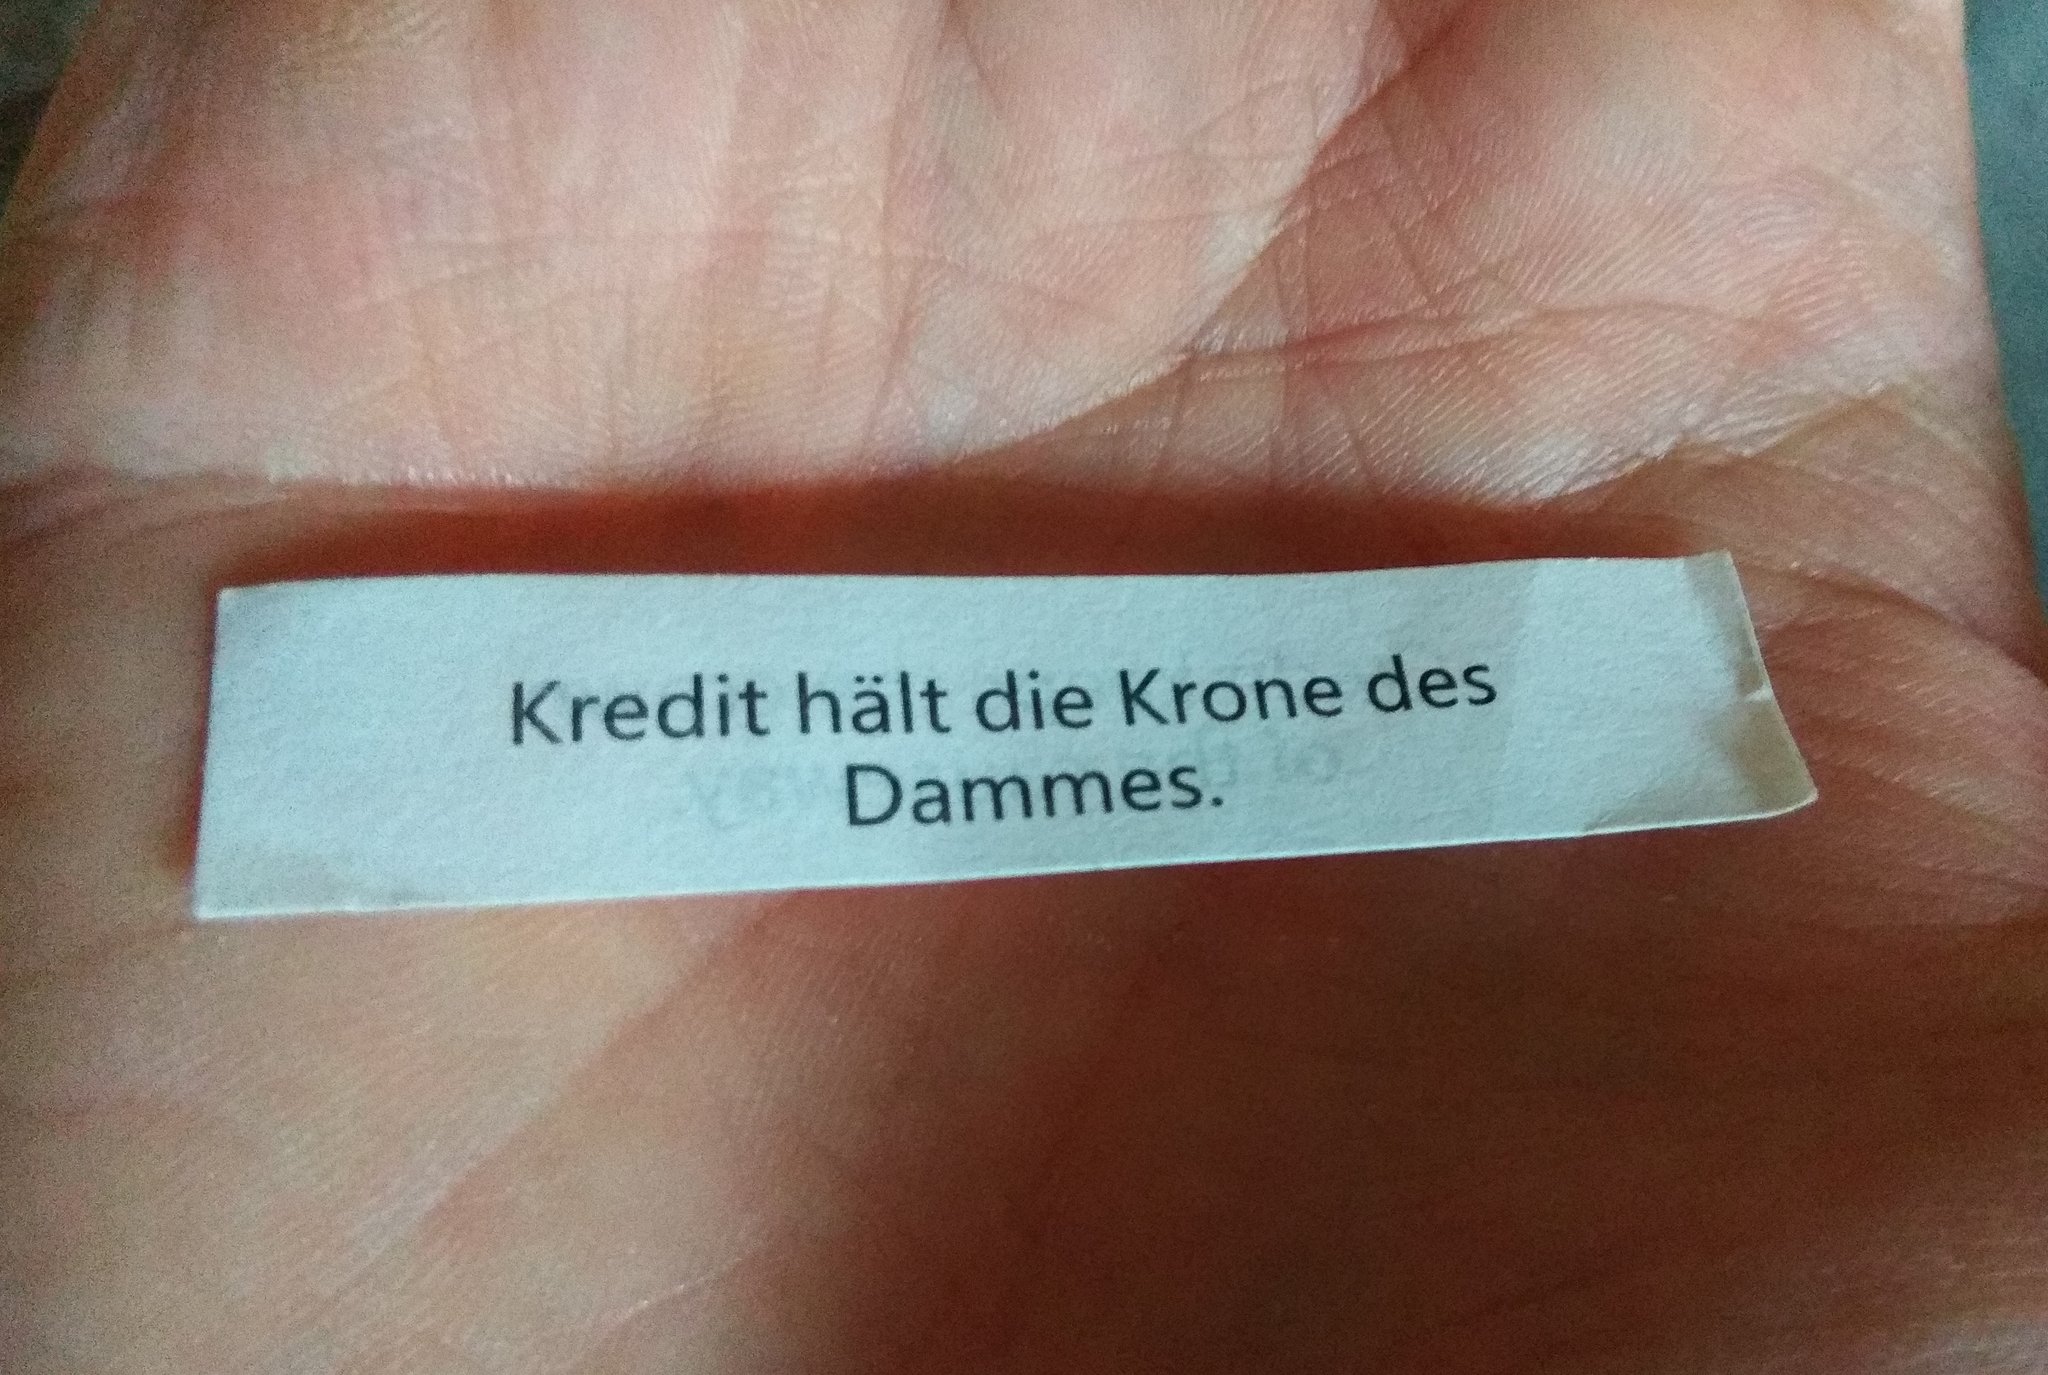 Kredit hält die Krone des
Dammes.